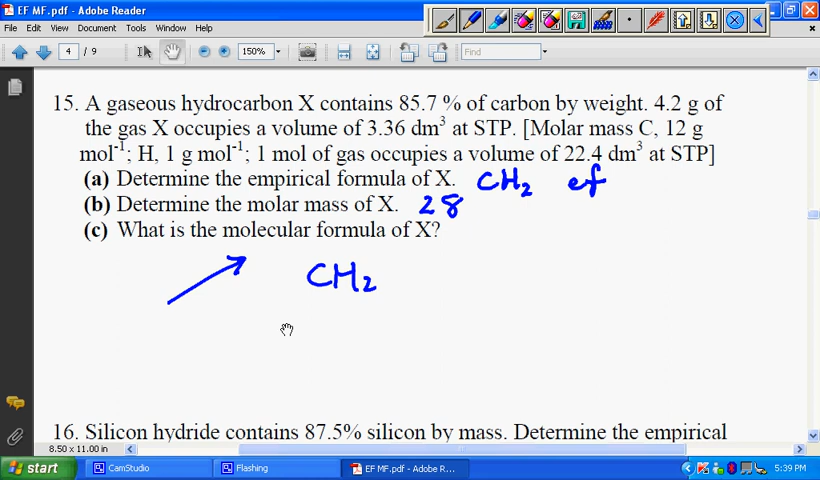 EF MF.pdf - Adobe Reader
File Edit View Document Tools Window Help
4 / 9 150% Find
15. A gaseous hydrocarbon X contains 85.7 % of carbon by weight. 4.2 g of
the gas X occupies a volume of 3.36 dm³ at STP. [Molar mass C, 12 g
mol⁻¹; H, 1 g mol⁻¹; 1 mol of gas occupies a volume of 22.4 dm³ at STP]
(a) Determine the empirical formula of X. CH₂ ef
(b) Determine the molar mass of X. 28
(c) What is the molecular formula of X?
CH₂
16. Silicon hydride contains 87.5% silicon by mass. Determine the empirical
8.50 x 11.00 in
start CamStudio Flashing EF MF.pdf - Adobe R... 5:39 PM